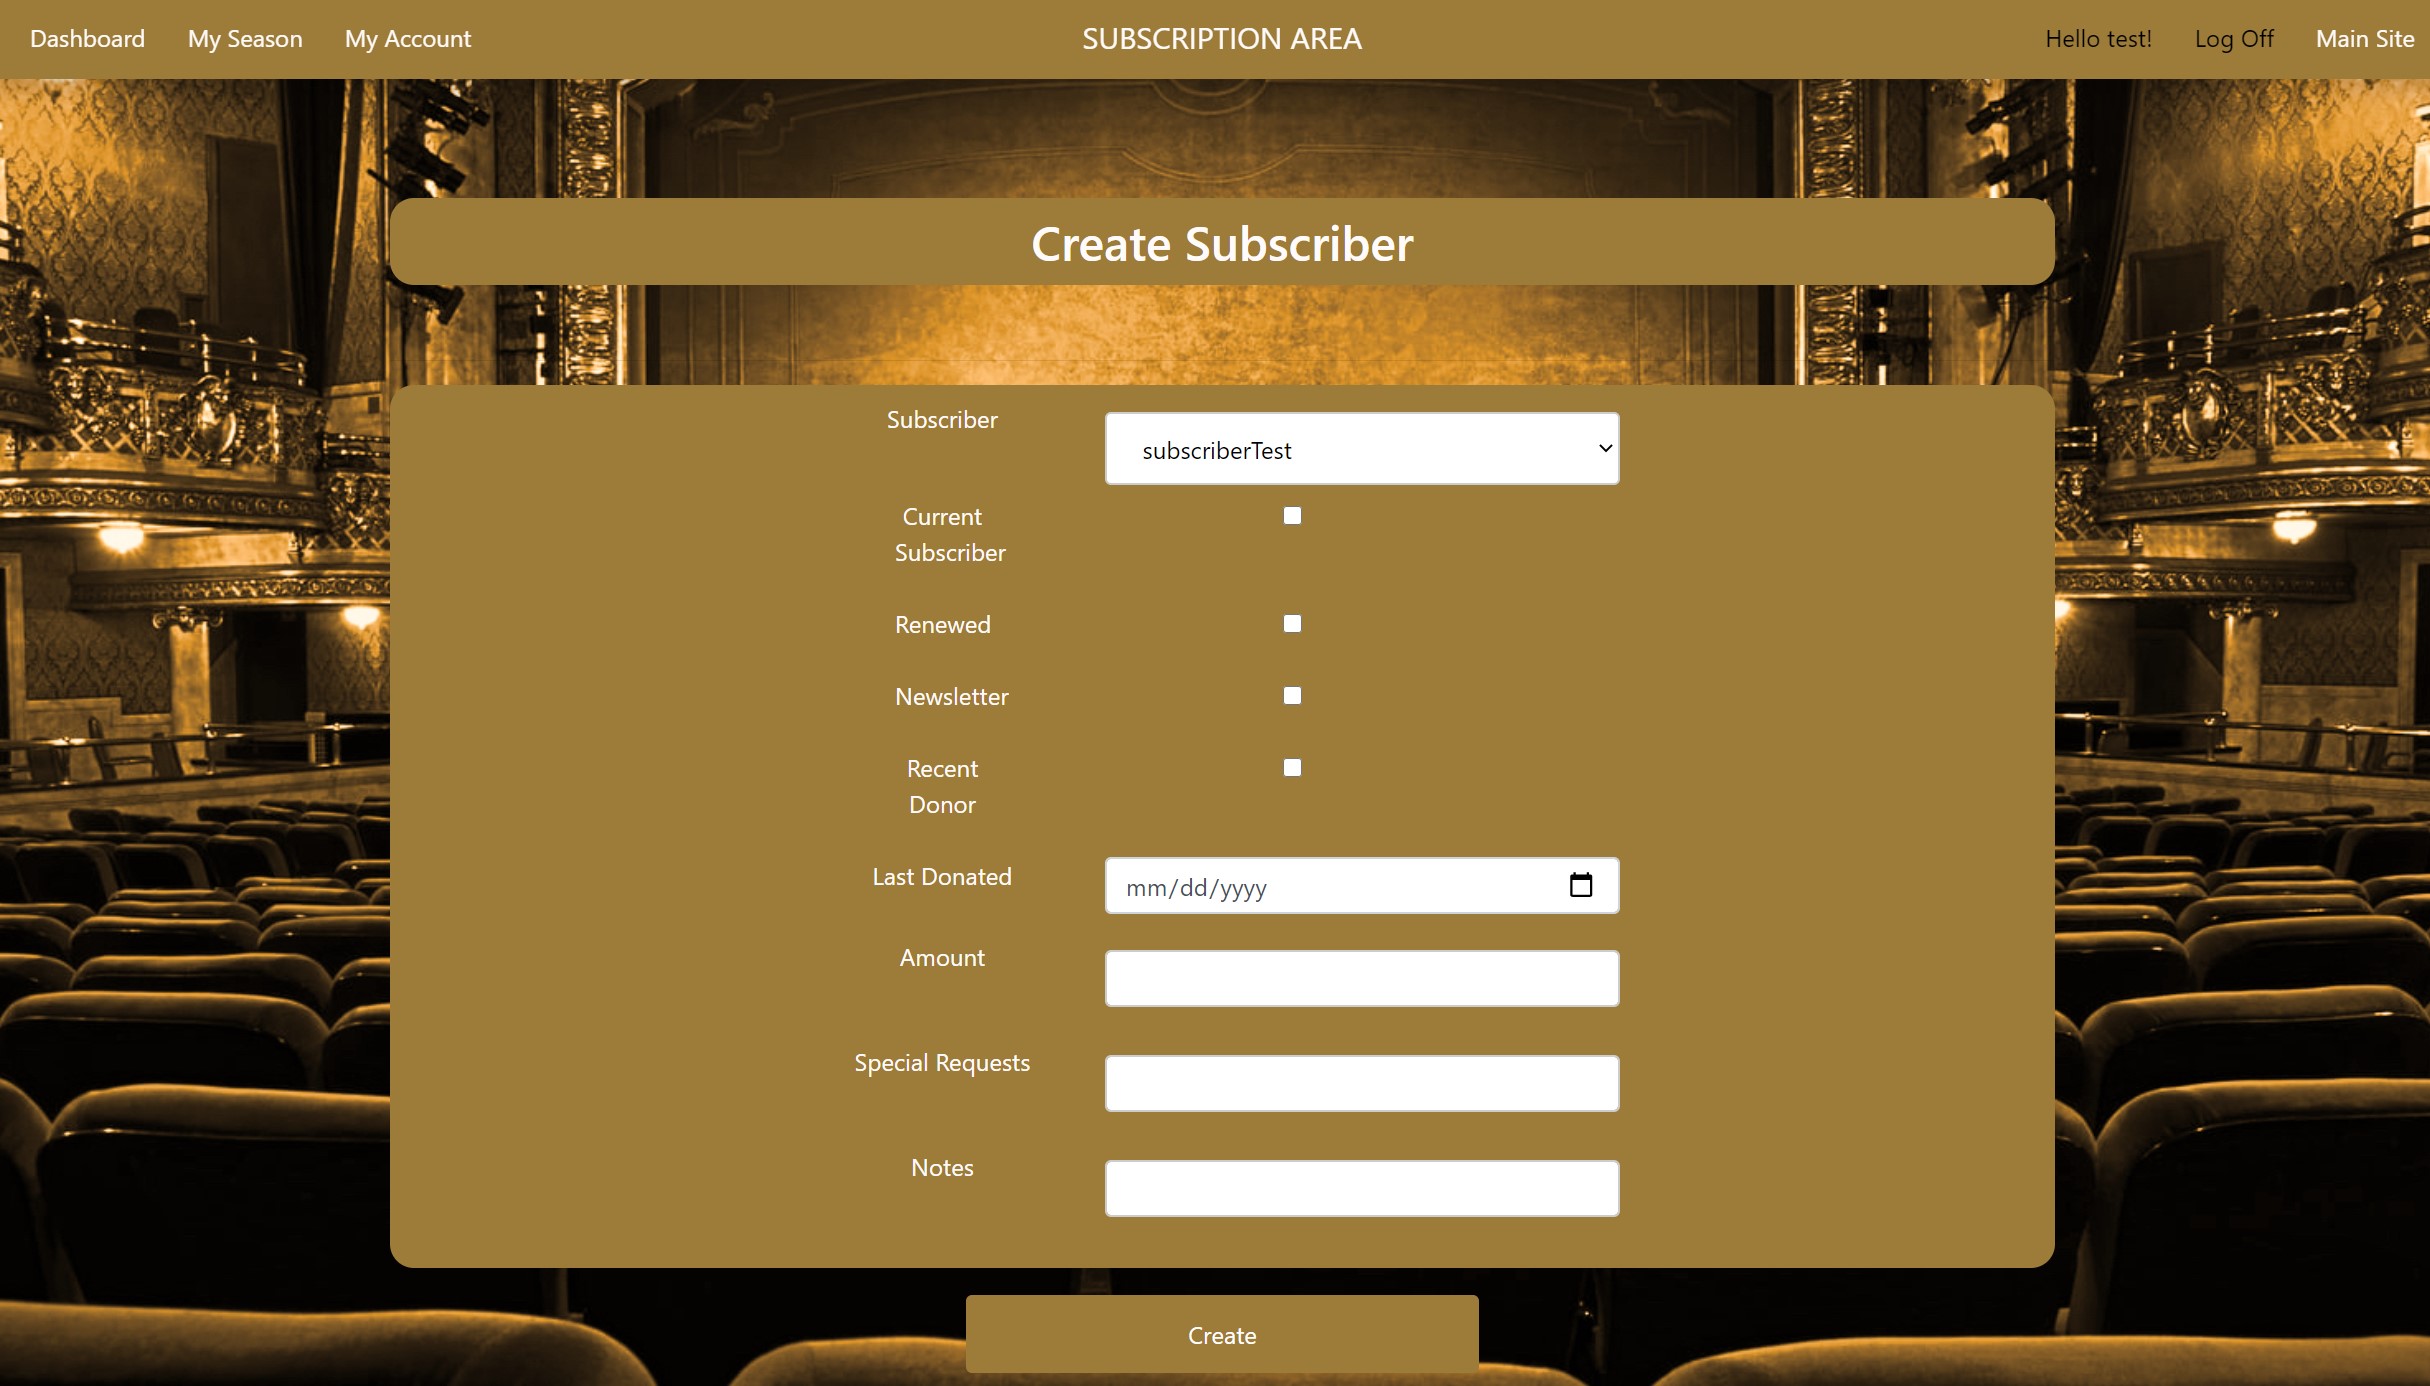 Dashboard My Season My Account SUBSCRIPTION AREA Hello test! Log Off Main Site
Create Subscriber
Subscriber subscriberTest
Current
Subscriber
Renewed
Newsletter
Recent
Donor
Last Donated mm/dd/yyyy
Amount
Special Requests
Notes
Create